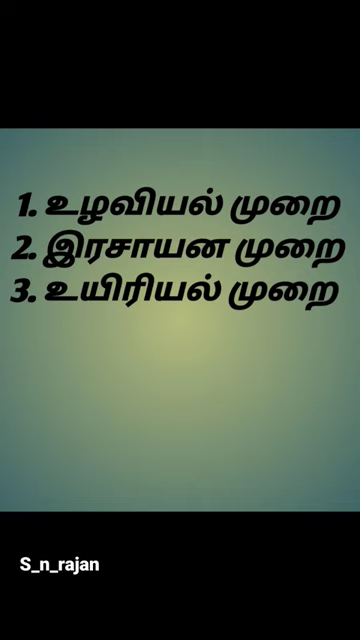 1. உழவியல் முறை
2. இரசாயன முறை
3. உயிரியல் முறை
S_n_rajan